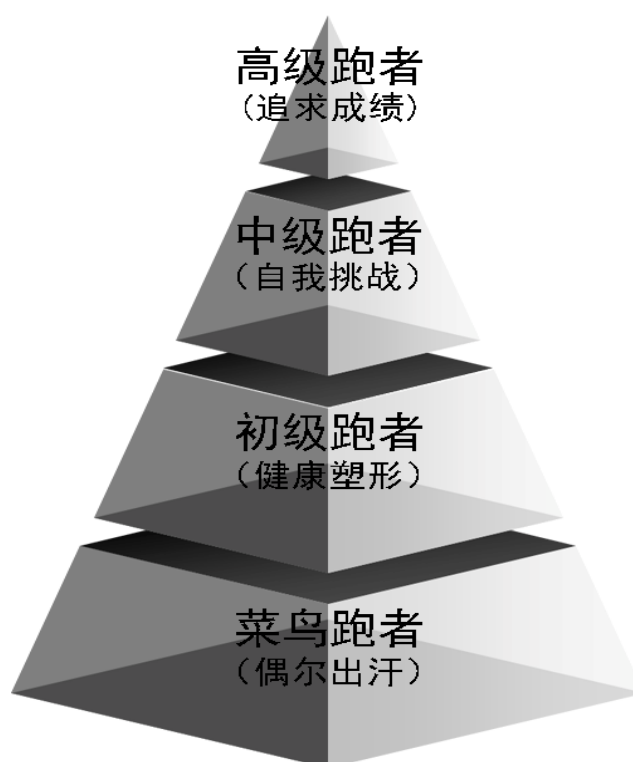 高级跑者
(追求成绩)
中级跑者
(自我挑战)
初级跑者
(健康塑形)
菜鸟跑者
(偶尔出汗)